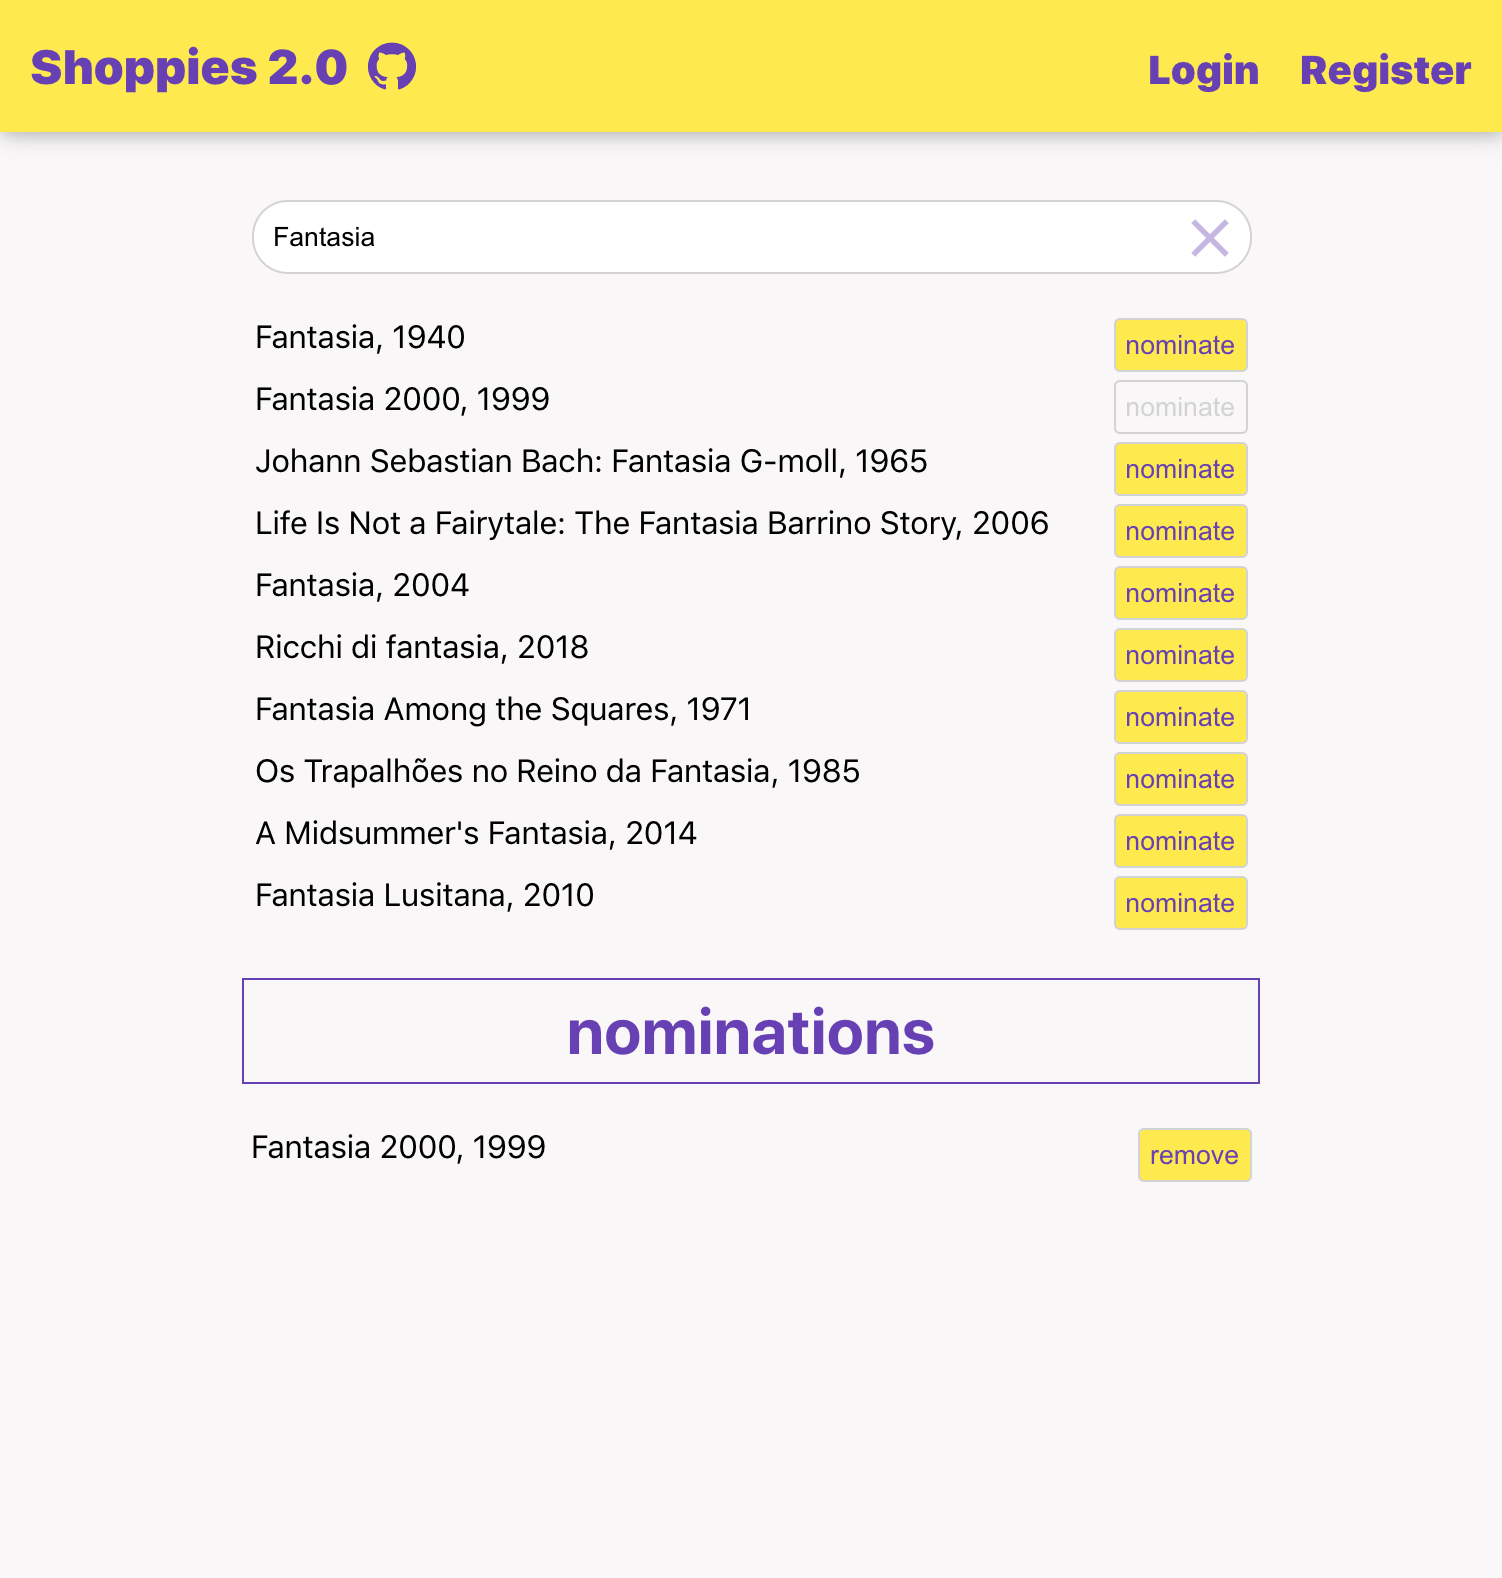 Shoppies 2.0
Login Register
Fantasia
Fantasia, 1940 nominate
Fantasia 2000, 1999 nominate
Johann Sebastian Bach: Fantasia G-moll, 1965 nominate
Life Is Not a Fairytale: The Fantasia Barrino Story, 2006 nominate
Fantasia, 2004 nominate
Ricchi di fantasia, 2018 nominate
Fantasia Among the Squares, 1971 nominate
Os Trapalhões no Reino da Fantasia, 1985 nominate
A Midsummer's Fantasia, 2014 nominate
Fantasia Lusitana, 2010 nominate
nominations
Fantasia 2000, 1999 remove